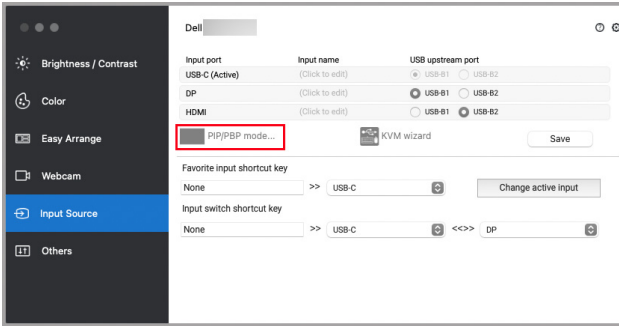 Dell
Brightness / Contrast
Color
Easy Arrange
Webcam
Input Source
Others
Input port Input name USB upstream port
USB-C (Active) (Click to edit) USB-B1 USB-B2
DP (Click to edit) USB-B1 USB-B2
HDMI (Click to edit) USB-B1 USB-B2
PIP/PBP mode... KVM wizard Save
Favorite input shortcut key
None >> USB-C Change active input
Input switch shortcut key
None >> USB-C <<>> DP